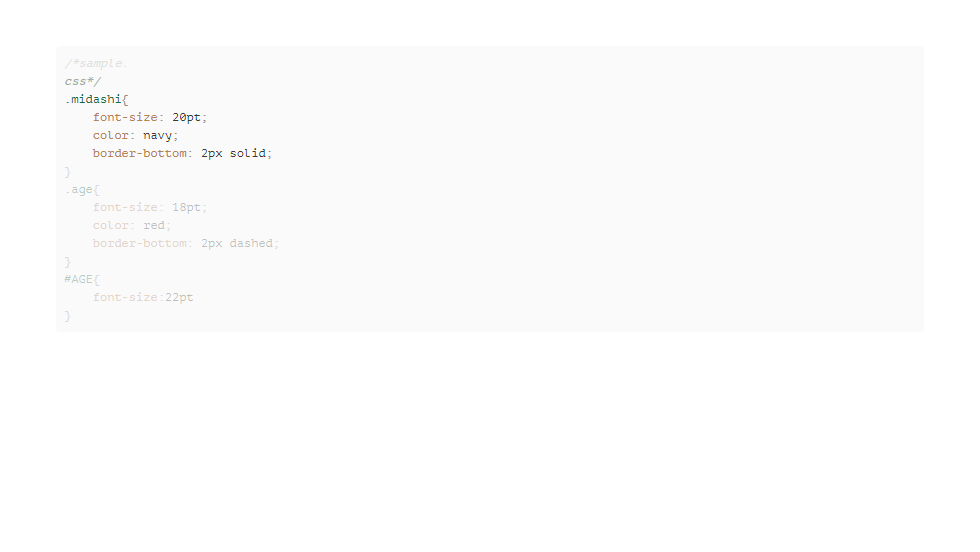 /*sample.
css*/
.midashi{
    font-size: 20pt;
    color: navy;
    border-bottom: 2px solid;
}
.age{
    font-size: 18pt;
    color: red;
    border-bottom: 2px dashed;
}
#AGE{
    font-size:22pt
}